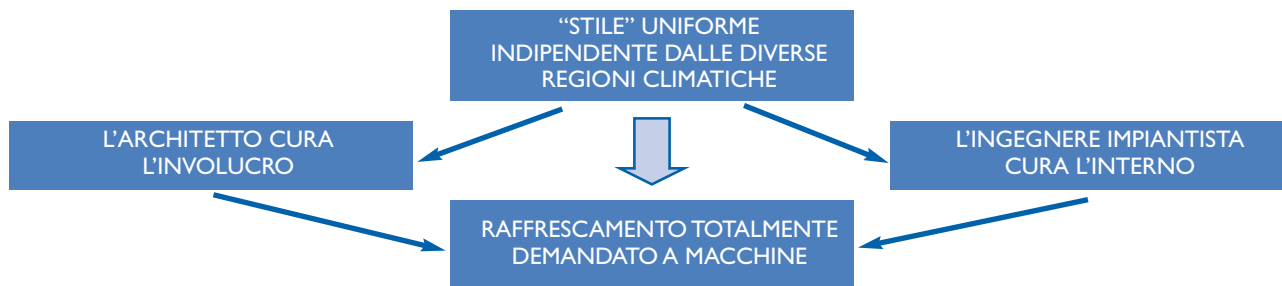 “STILE” UNIFORME
INDIPENDENTE DALLE DIVERSE
REGIONI CLIMATICHE
L’ARCHITETTO CURA
L’INVOLUCRO
L’INGEGNERE IMPIANTISTA
CURA L’INTERNO
RAFFRESCAMENTO TOTALMENTE
DEMANDATO A MACCHINE